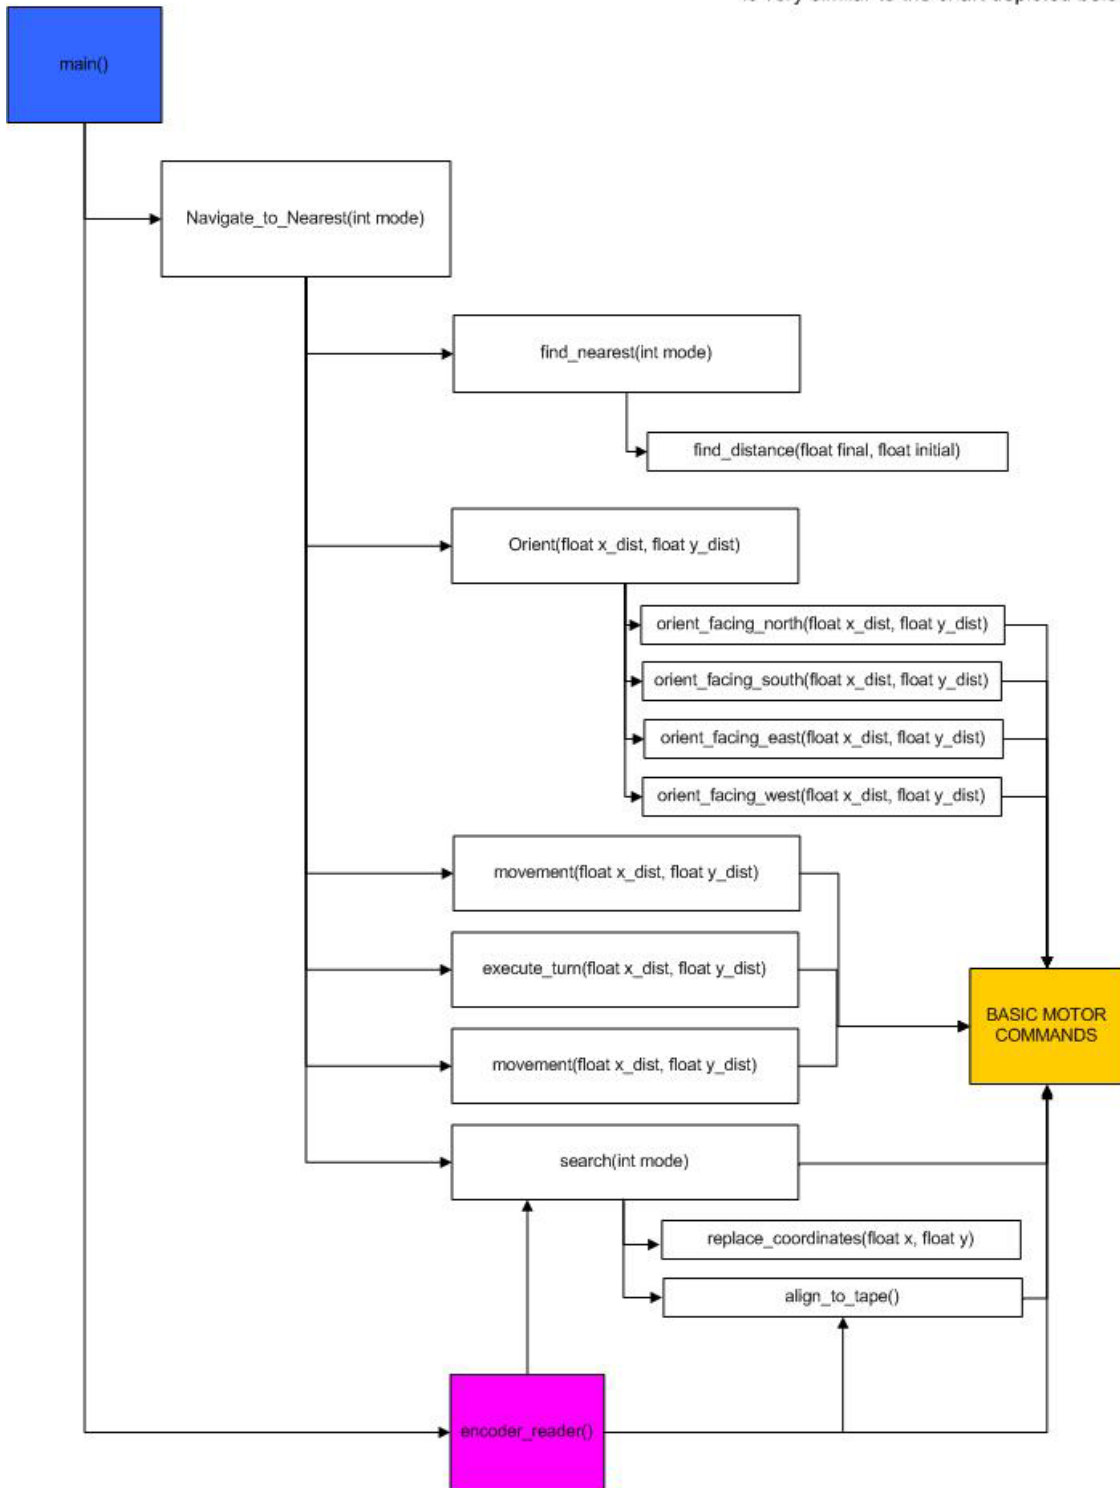 main()
Navigate_to_Nearest(int mode)
find_nearest(int mode)
find_distance(float final, float initial)
Orient(float x_dist, float y_dist)
orient_facing_north(float x_dist, float y_dist)
orient_facing_south(float x_dist, float y_dist)
orient_facing_east(float x_dist, float y_dist)
orient_facing_west(float x_dist, float y_dist)
movement(float x_dist, float y_dist)
execute_turn(float x_dist, float y_dist)
BASIC MOTOR
COMMANDS
movement(float x_dist, float y_dist)
search(int mode)
replace_coordinates(float x, float y)
align_to_tape()
encoder_reader()